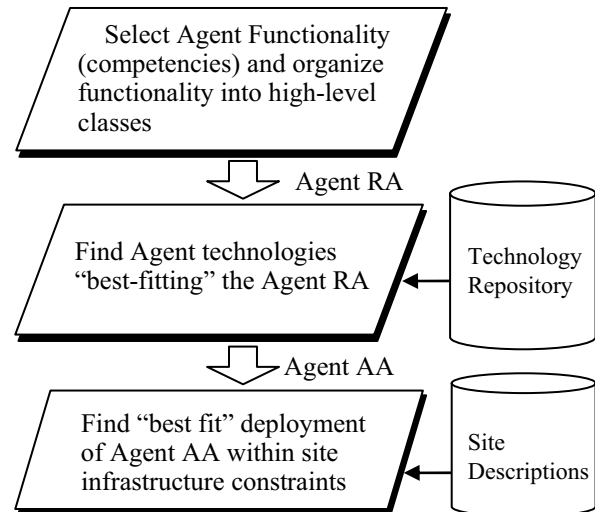 Select Agent Functionality
(competencies) and organize
functionality into high-level
classes
Agent RA
Find Agent technologies
“best-fitting” the Agent RA
Technology
Repository
Agent AA
Find “best fit” deployment
of Agent AA within site
infrastructure constraints
Site
Descriptions